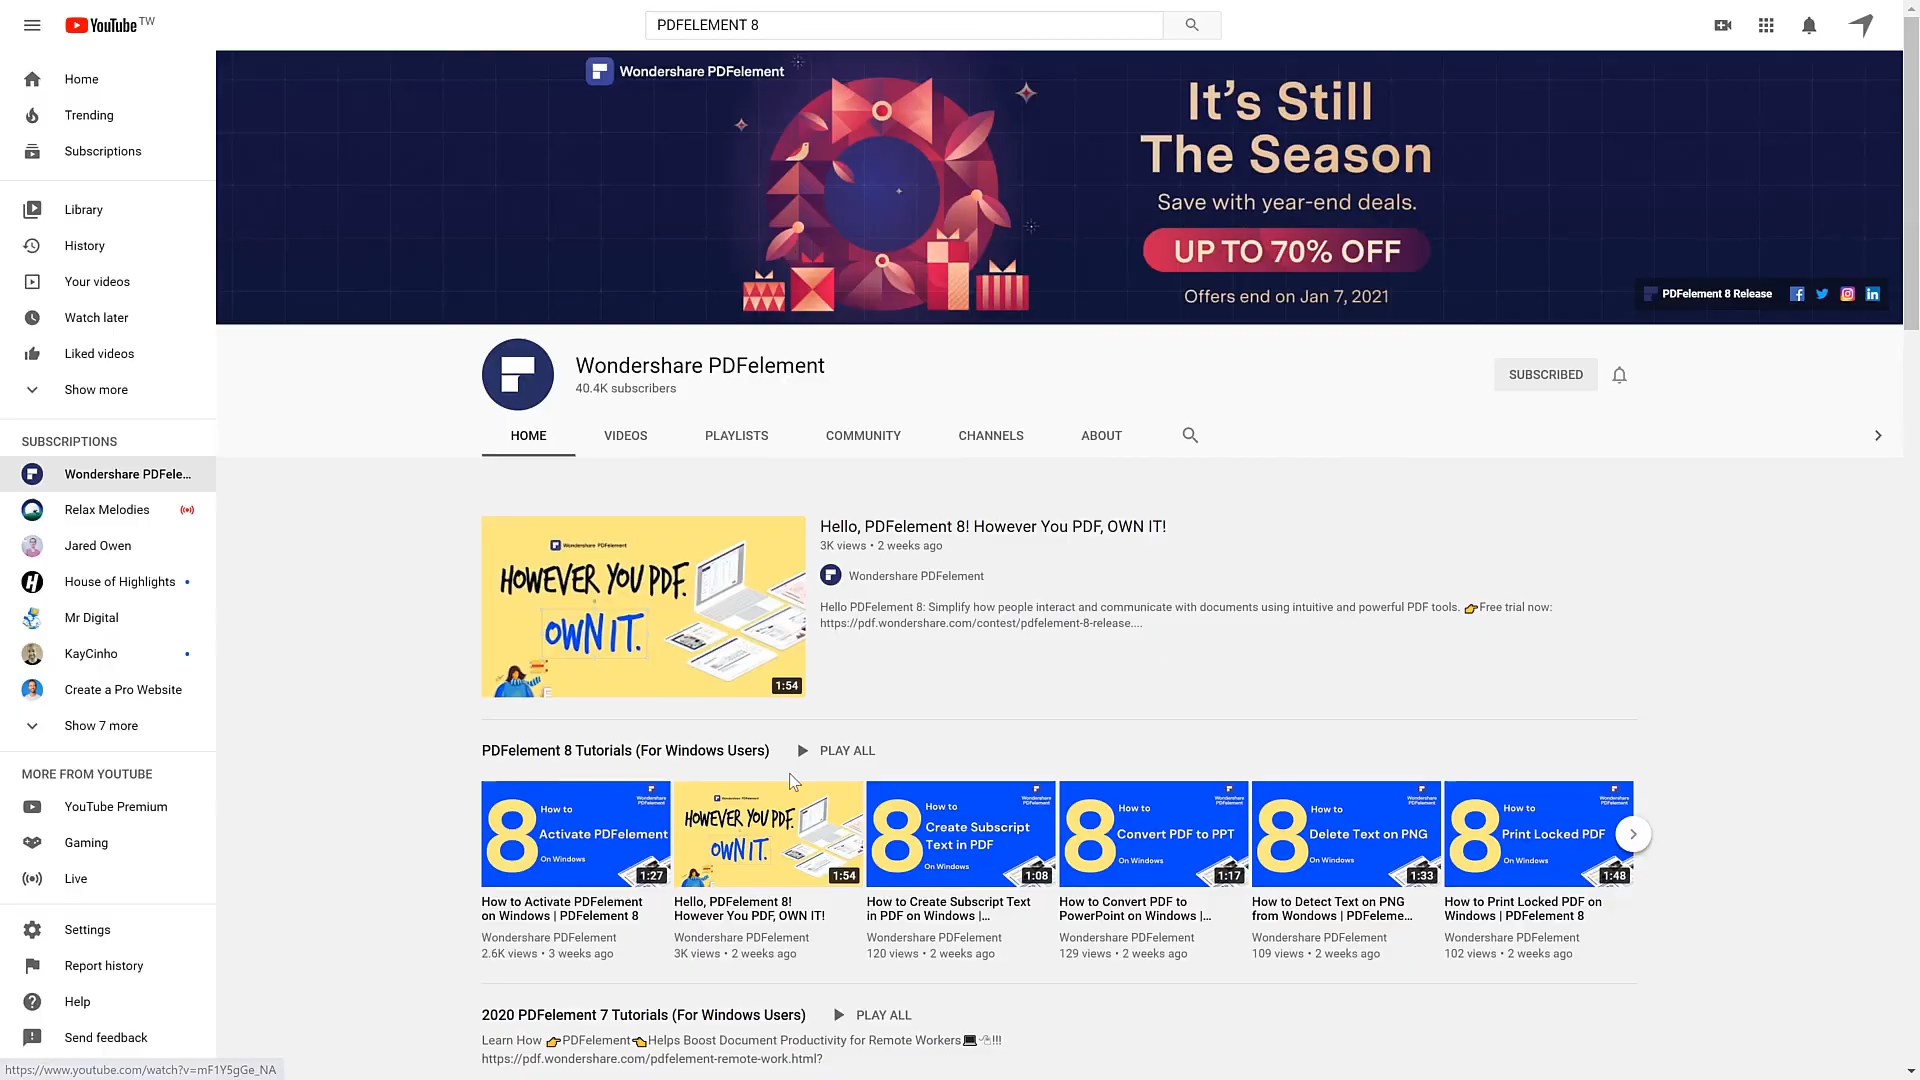 YouTube TW
PDFELEMENT 8
Home
Trending
Subscriptions
Library
History
Your videos
Watch later
Liked videos
Show more
SUBSCRIPTIONS
Wondershare PDFele...
Relax Melodies
Jared Owen
House of Highlights
Mr Digital
KayCinho
Create a Pro Website
Show 7 more
MORE FROM YOUTUBE
YouTube Premium
Gaming
Live
Settings
Report history
Help
Send feedback
https://www.youtube.com/watch?v=mF1Y5gGe_NA
Wondershare PDFelement
It's Still
The Season
Save with year-end deals.
UP TO 70% OFF
Offers end on Jan 7, 2021
PDFelement 8 Release
Wondershare PDFelement
40.4K subscribers
SUBSCRIBED
HOME VIDEOS PLAYLISTS COMMUNITY CHANNELS ABOUT
Wondershare PDFelement
HOWEVER YOU PDF.
OWN IT.
1:54
Hello, PDFelement 8! However You PDF, OWN IT!
3K views • 2 weeks ago
Wondershare PDFelement
Hello PDFelement 8: Simplify how people interact and communicate with documents using intuitive and powerful PDF tools. 👉Free trial now:
https://pdf.wondershare.com/contest/pdfelement-8-release....
PDFelement 8 Tutorials (For Windows Users) PLAY ALL
Wondershare PDFelement
8
How to
Activate PDFelement
On Windows
1:27
How to Activate PDFelement
on Windows | PDFelement 8
Wondershare PDFelement
2.6K views • 3 weeks ago
HOWEVER YOU PDF.
OWN IT.
1:54
Hello, PDFelement 8!
However You PDF, OWN IT!
Wondershare PDFelement
3K views • 2 weeks ago
Wondershare PDFelement
8
How to
Create Subscript
Text in PDF
On Windows
1:08
How to Create Subscript Text
in PDF on Windows |...
Wondershare PDFelement
120 views • 2 weeks ago
Wondershare PDFelement
8
How to
Convert PDF to PPT
On Windows
1:17
How to Convert PDF to
PowerPoint on Windows |...
Wondershare PDFelement
129 views • 2 weeks ago
Wondershare PDFelement
8
How to
Delete Text on PNG
On Windows
1:33
How to Detect Text on PNG
from Wondows | PDFeleme...
Wondershare PDFelement
109 views • 2 weeks ago
Wondershare PDFelement
8
How to
Print Locked PDF
On Windows
1:48
How to Print Locked PDF on
Windows | PDFelement 8
Wondershare PDFelement
102 views • 2 weeks ago
2020 PDFelement 7 Tutorials (For Windows Users) PLAY ALL
Learn How 👉PDFelement👈Helps Boost Document Productivity for Remote Workers💻🖱!!!
https://pdf.wondershare.com/pdfelement-remote-work.html?